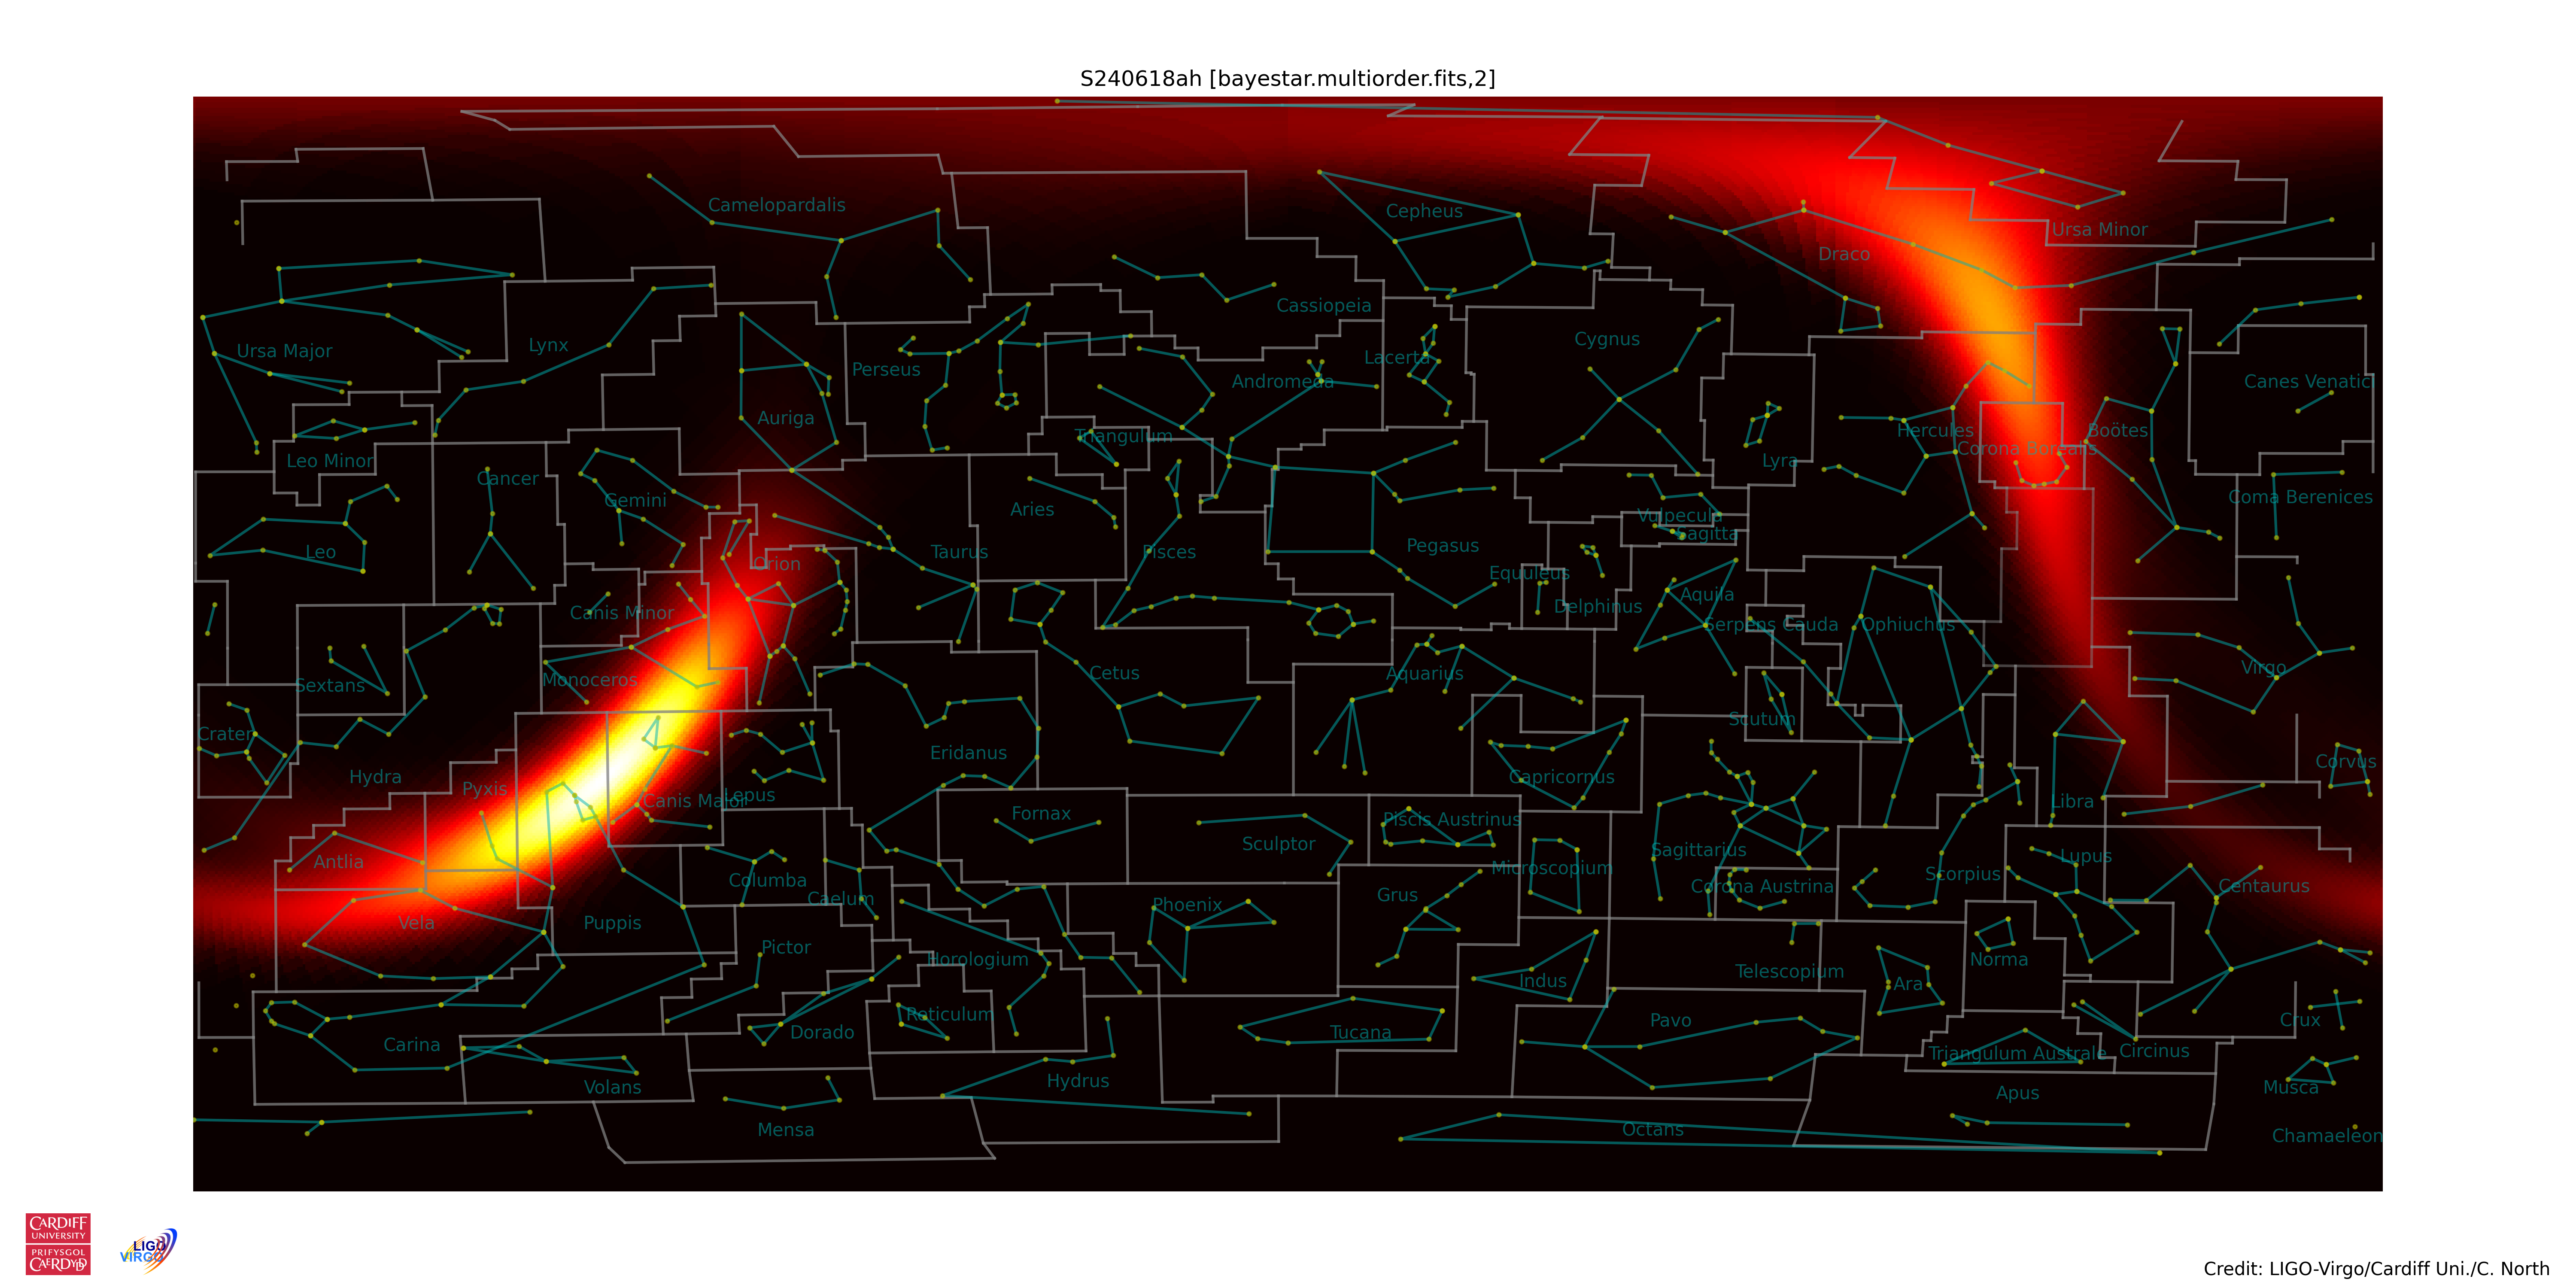 S240618ah [bayestar.multiorder.fits,2]
Camelopardalis
Cepheus
Ursa Minor
Draco
Cassiopeia
Ursa Major
Lynx
Cygnus
Lacerta
Perseus
Andromeda
Canes Venatici
Auriga
Triangulum
Hercules
Boötes
Corona Borealis
Leo Minor
Lyra
Cancer
Gemini
Coma Berenices
Aries
Vulpecula
Sagitta
Leo
Taurus
Pisces
Pegasus
Orion
Equuleus
Canis Minor
Delphinus
Aquila
Serpens Cauda
Ophiuchus
Virgo
Sextans
Monoceros
Cetus
Aquarius
Crater
Scutum
Eridanus
Corvus
Hydra
Capricornus
Pyxis
Canis Major
Lepus
Libra
Fornax
Piscis Austrinus
Sculptor
Sagittarius
Lupus
Antlia
Microscopium
Columba
Corona Austrina
Scorpius
Centaurus
Caelum
Grus
Phoenix
Vela
Puppis
Pictor
Horologium
Norma
Telescopium
Indus
Ara
Reticulum
Pavo
Crux
Dorado
Tucana
Carina
Triangulum Australe
Circinus
Hydrus
Volans
Musca
Apus
Mensa
Octans
Chamaeleon
CARDIFF
UNIVERSITY
PRIFYSGOL
CAERDYDD
LIGO
VIRGO
Credit: LIGO-Virgo/Cardiff Uni./C. North